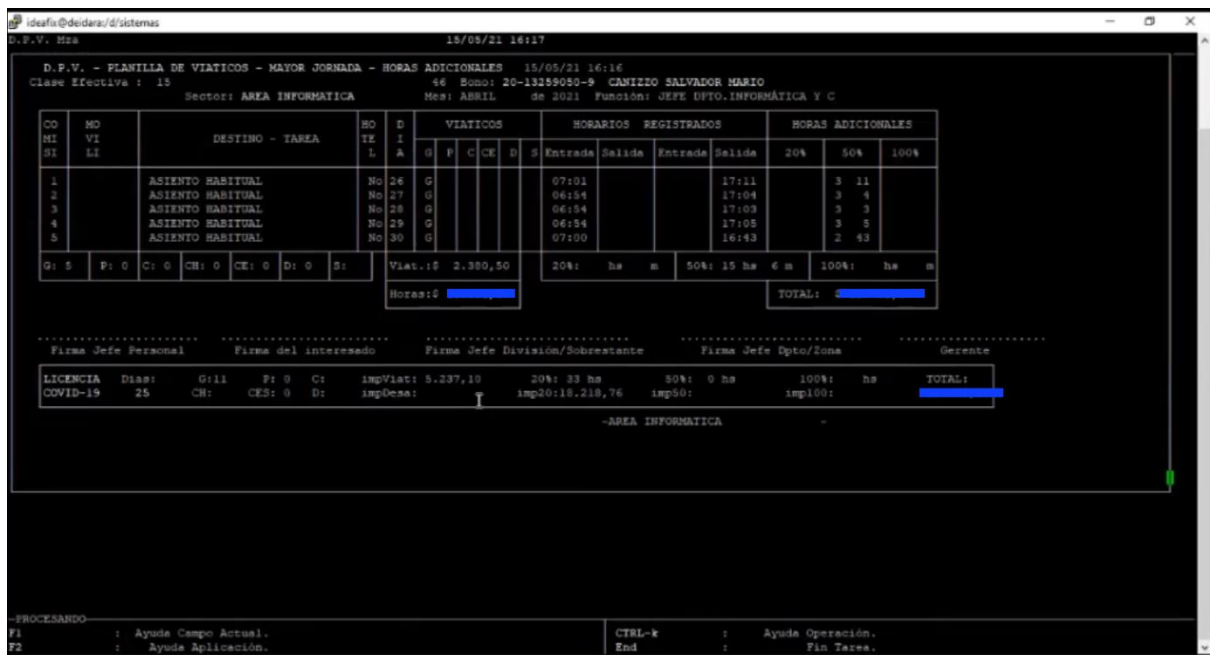 ideafix@deidara:/d/sistemas
D.P.V. Mza 15/05/21 16:17
D.P.V. - PLANILLA DE VIATICOS - MAYOR JORNADA - HORAS ADICIONALES 15/05/21 16:16
Clase Efectiva : 15 46 Bono: 20-13259050-9 CANIZZO SALVADOR MARIO
Sector: AREA INFORMATICA Mes: ABRIL de 2021 Función: JEFE DPTO.INFORMÁTICA Y C
CO MO HO D VIATICOS HORARIOS REGISTRADOS HORAS ADICIONALES
MI VI DESTINO - TAREA TE I
SI LI L A G P C CE D S Entrada Salida Entrada Salida 20% 50% 100%
1 ASIENTO HABITUAL No 26 G 07:01 17:11 3 11
2 ASIENTO HABITUAL No 27 G 06:54 17:04 3 4
3 ASIENTO HABITUAL No 28 G 06:54 17:03 3 3
4 ASIENTO HABITUAL No 29 G 06:54 17:05 3 5
5 ASIENTO HABITUAL No 30 G 07:00 16:43 2 43
G: 5 P: 0 C: 0 CH: 0 CE: 0 D: 0 S: Viat.:$ 2.380,50 20%: hs m 50%: 15 hs 6 m 100%: hs m
Horas:$ TOTAL: $
Firma Jefe Personal Firma del interesado Firma Jefe División/Sobrestante Firma Jefe Dpto/Zona Gerente
LICENCIA Dias: G:11 P: 0 C: impViat: 5.237,10 20%: 33 hs 50%: 0 hs 100%: hs TOTAL:
COVID-19 25 CH: CES: 0 D: impDesa: imp20:18.218,76 imp50: imp100:
-AREA INFORMATICA -
PROCESANDO
F1 : Ayuda Campo Actual. CTRL-k : Ayuda Operación.
F2 : Ayuda Aplicación. End : Fin Tarea.